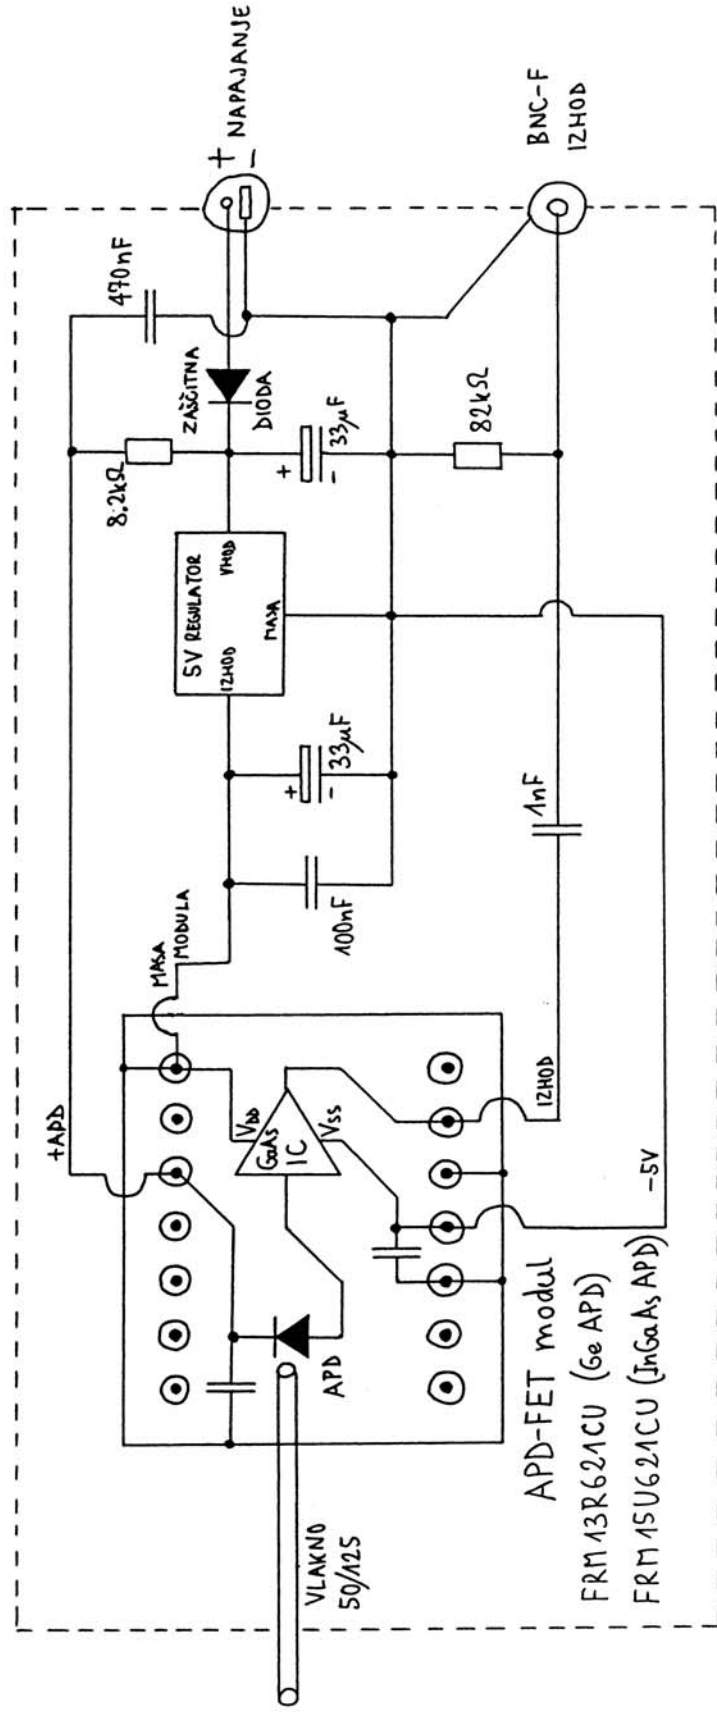 + NAPAJANJE
-
BNC-F
IZHOD
470nF
ZAŠČITNA
DIODA
8.2kΩ
+
33µF
-
82kΩ
5V REGULATOR
IZHOD
VHOD
MASA
+
33µF
-
100nF
1nF
MASA
MODULA
+APD
VDD
GaAs
IC
VSS
IZHOD
-5V
APD
VLAKNO
50/125
APD-FET modul
FRM13R621CU (Ge APD)
FRM15U621CU (InGaAs APD)